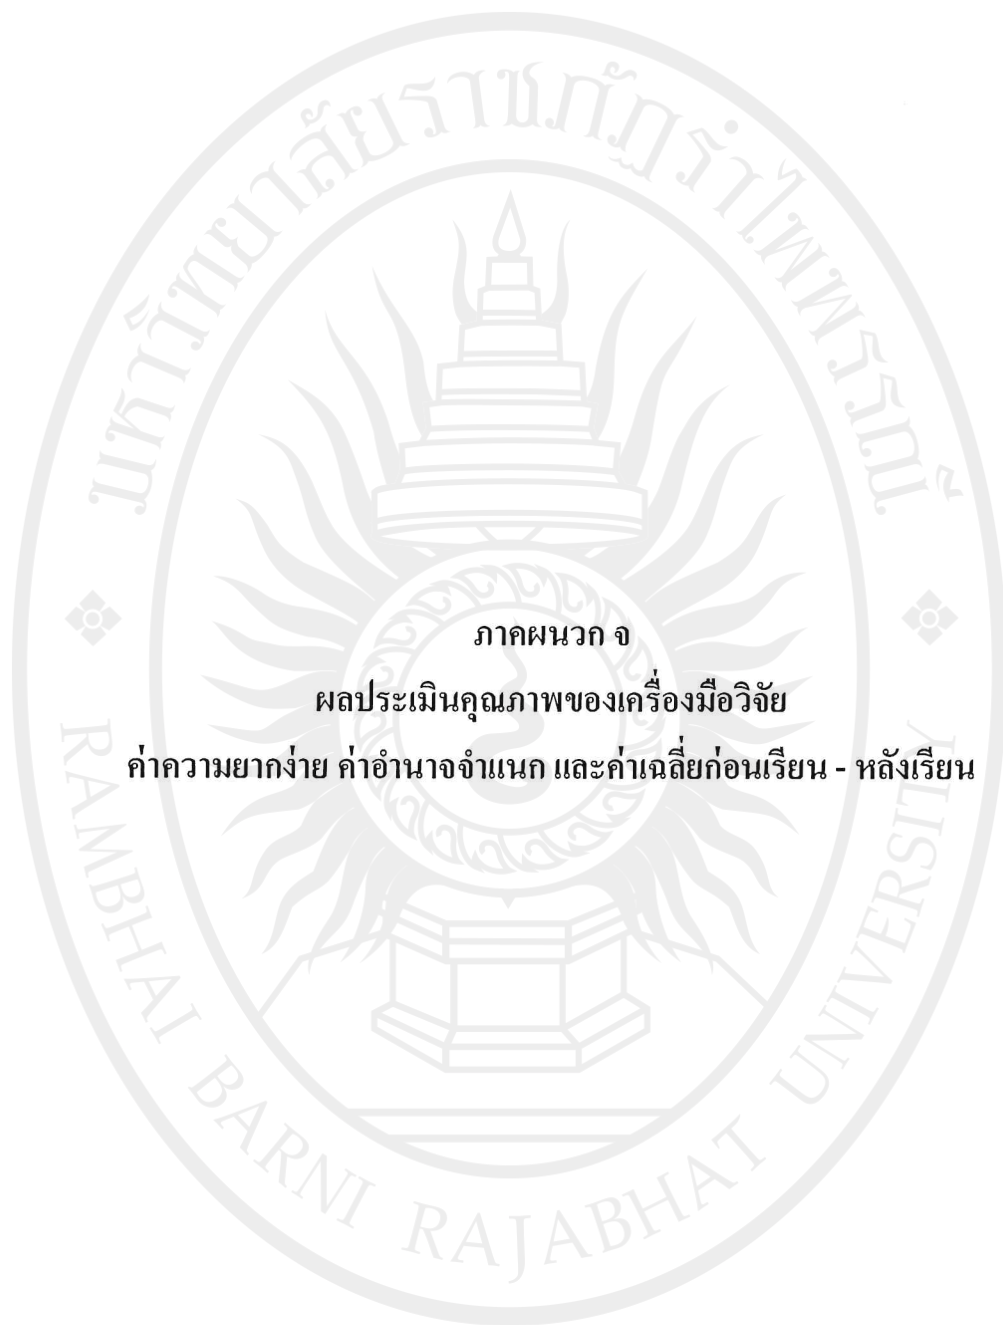 มหาวิทยาลัยราชภัฏรำไพพรรณี
ภาคผนวก จ
ผลประเมินคุณภาพของเครื่องมือวิจัย
ค่าความยากง่าย ค่าอำนาจจำแนก และค่าเฉลี่ยก่อนเรียน - หลังเรียน
RAMBHAI BARNI RAJABHAT UNIVERSITY